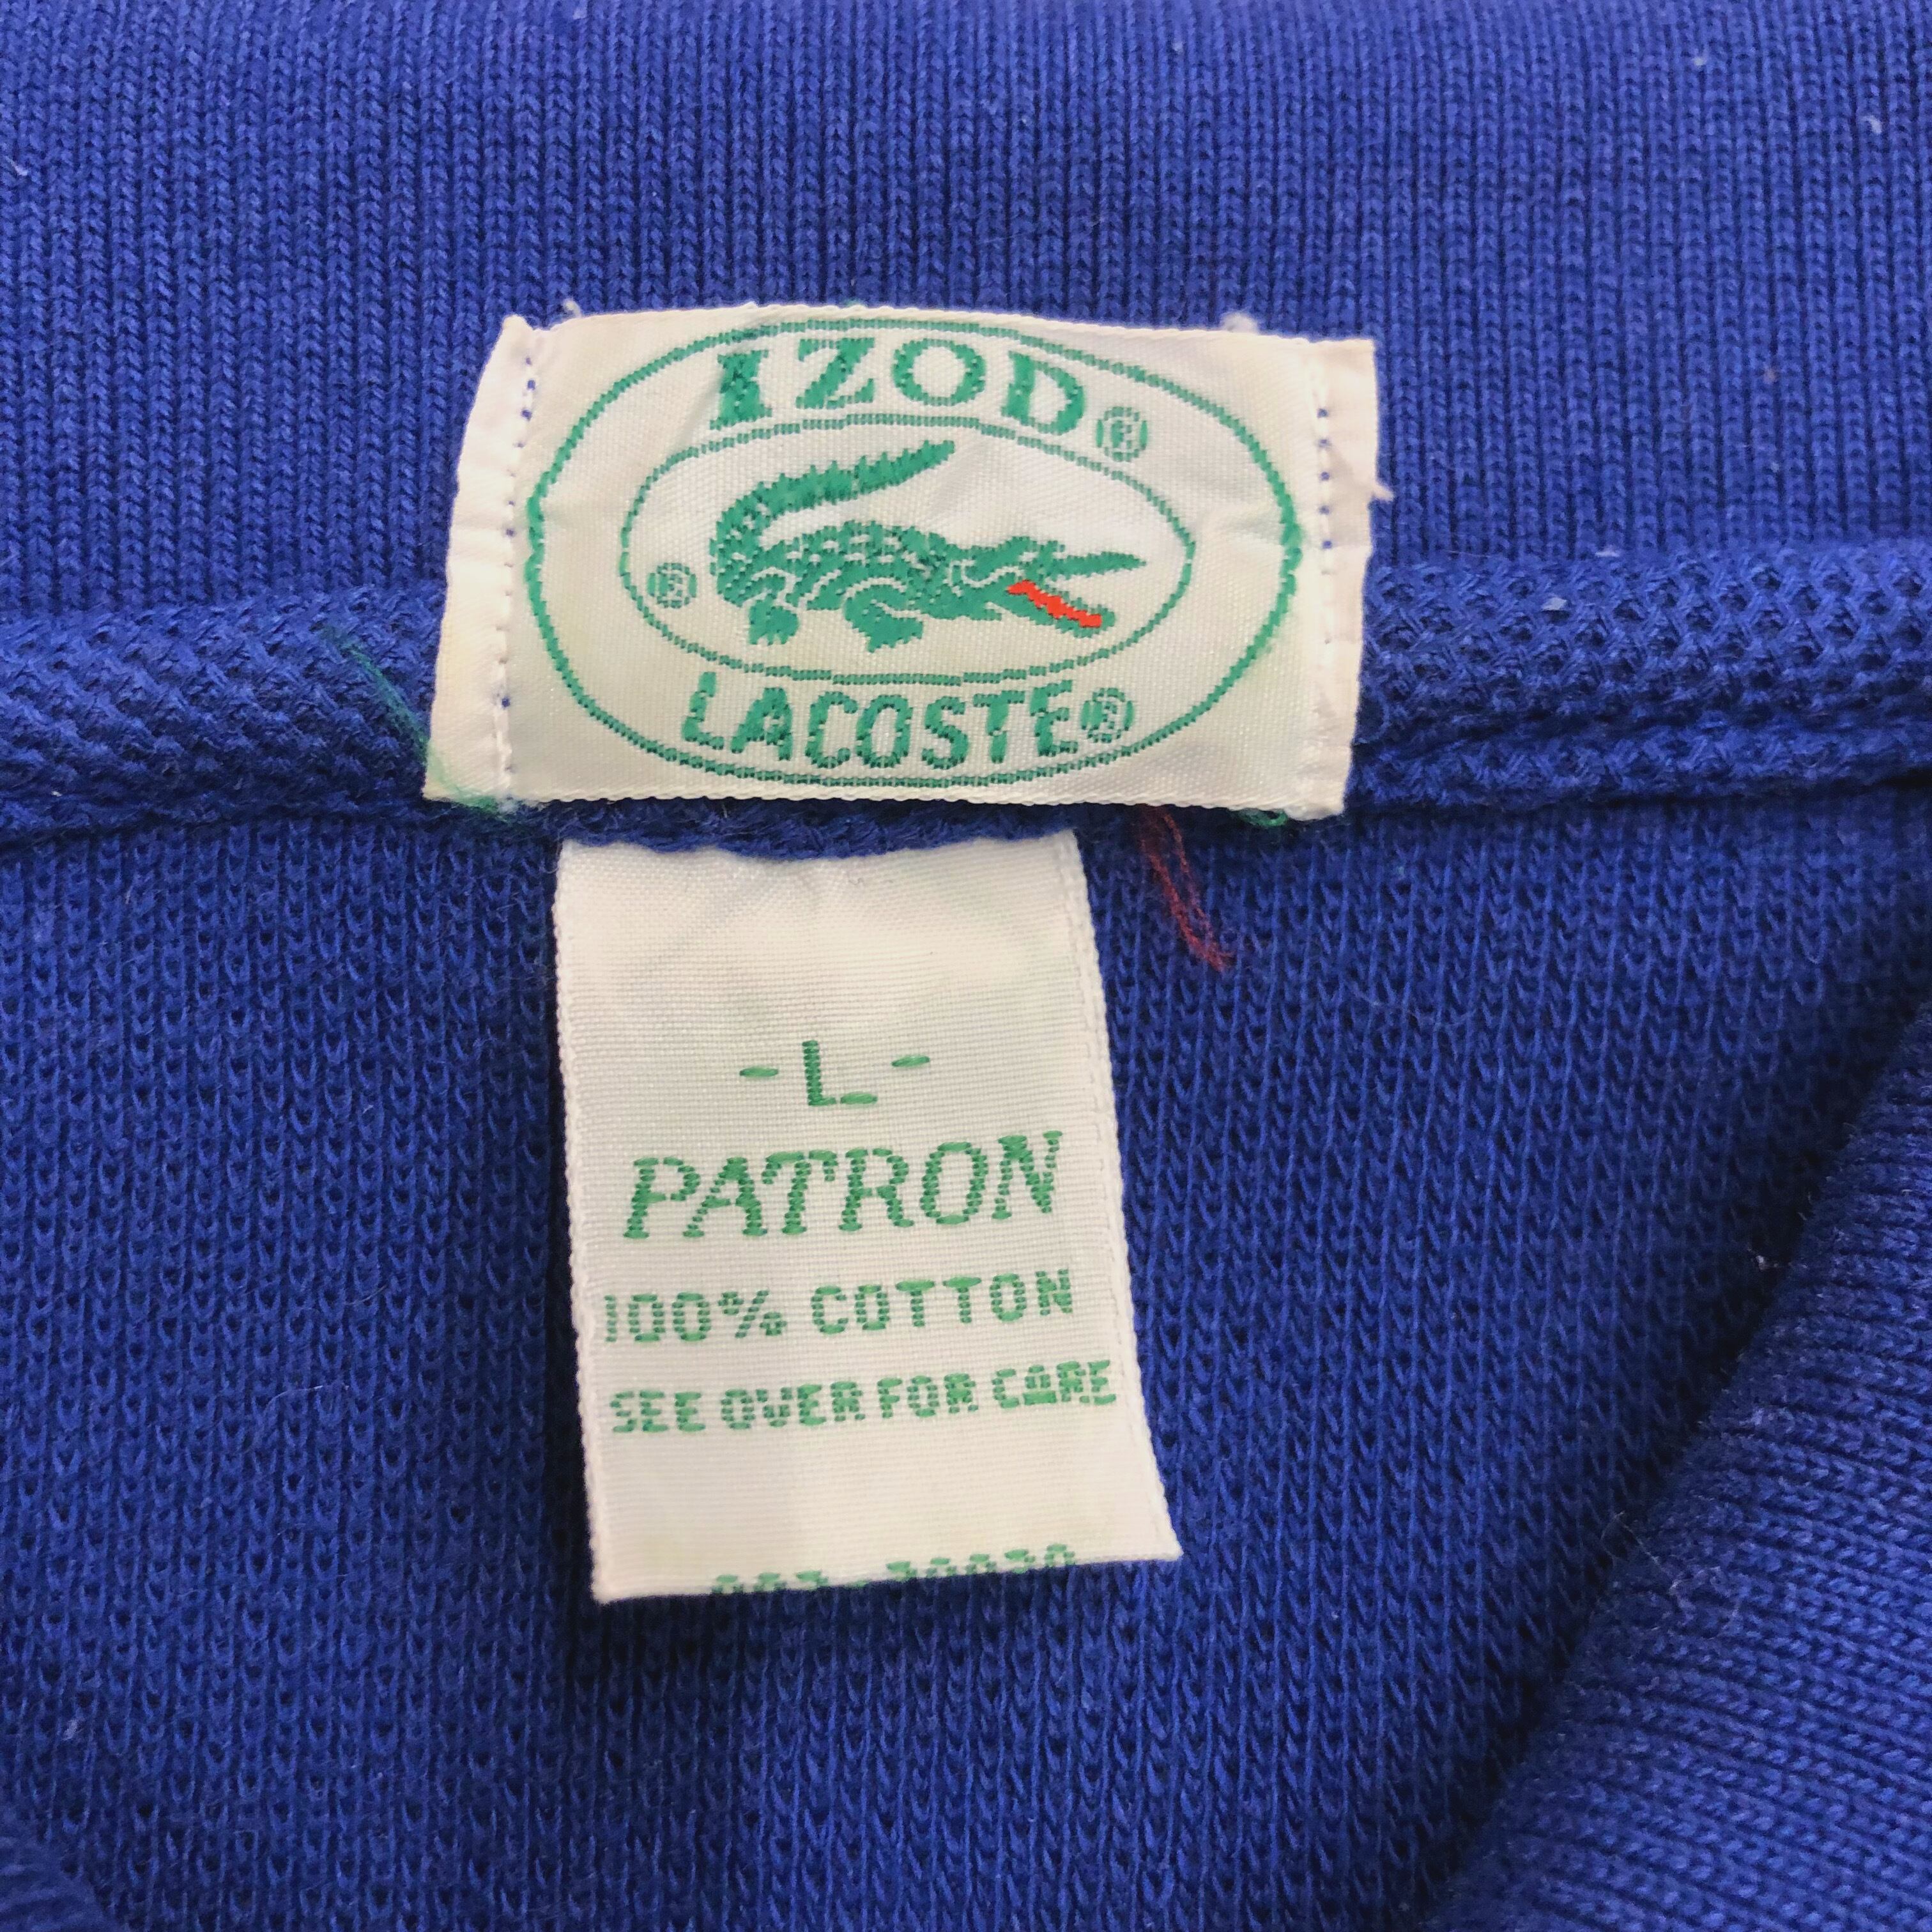 IZOD®
®
LACOSTE®
- L -
PATRON
100% COTTON
SEE OVER FOR CARE